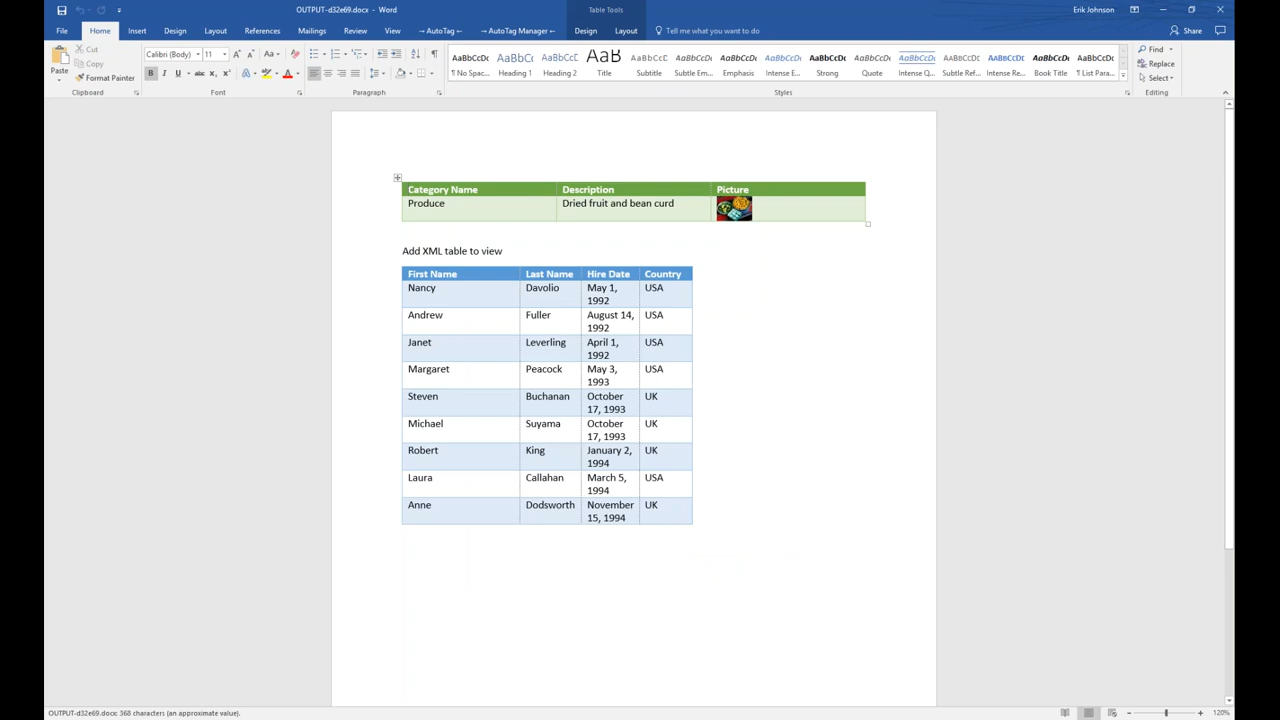 OUTPUT-d32e69.docx - Word
Table Tools
Erik Johnson
File Home Insert Design Layout References Mailings Review View → AutoTag ← → AutoTag Manager ← Design Layout Tell me what you want to do Share
Paste
Cut
Copy
Format Painter
Clipboard
Calibri (Body) 11
Font
Paragraph
AaBbCcDc AaBbC AaBbCc AaB AaBbCcD AaBbCcDc AaBbCcDc AaBbCcDc AaBbCcDc AaBbCcDc AaBbCcDc AaBbCcDc AaBbCcDc AaBbCcDc AaBbCcDc
¶ No Spac... Heading 1 Heading 2 Title Subtitle Subtle Em... Emphasis Intense E... Strong Quote Intense Q... Subtle Ref... Intense Re... Book Title ¶ List Para...
Styles
Find
Replace
Select
Editing
Category Name Description Picture
Produce Dried fruit and bean curd
Add XML table to view
First Name Last Name Hire Date Country
Nancy Davolio May 1, USA
1992
Andrew Fuller August 14, USA
1992
Janet Leverling April 1, USA
1992
Margaret Peacock May 3, USA
1993
Steven Buchanan October UK
17, 1993
Michael Suyama October UK
17, 1993
Robert King January 2, UK
1994
Laura Callahan March 5, USA
1994
Anne Dodsworth November UK
15, 1994
OUTPUT-d32e69.docx: 368 characters (an approximate value).
120%